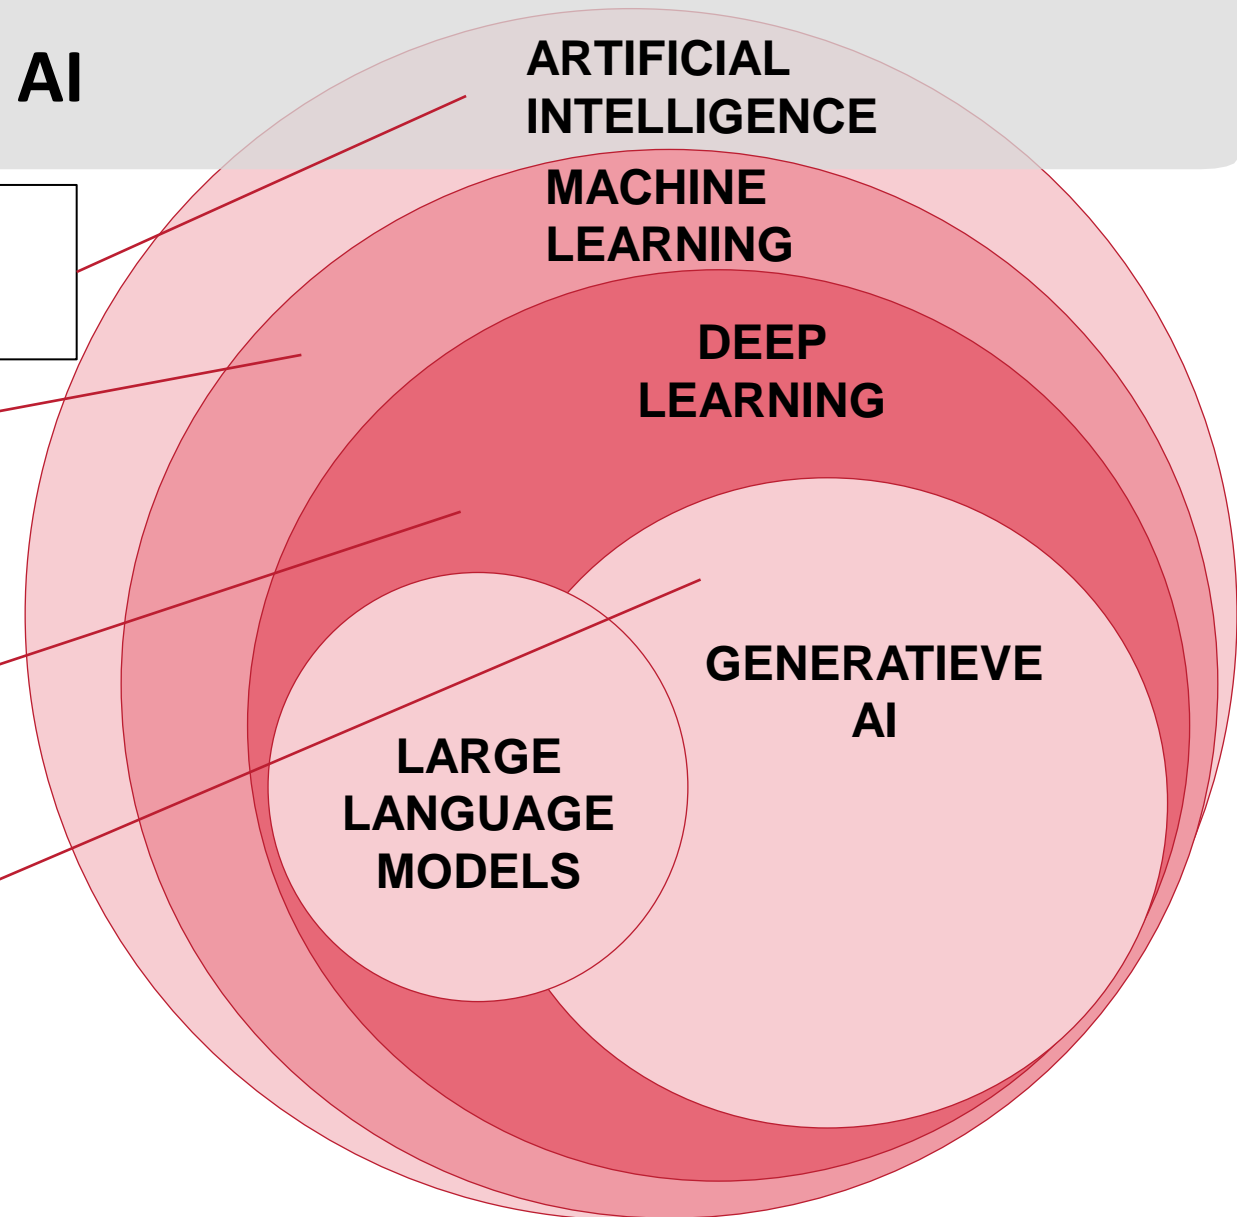 AI
ARTIFICIAL
INTELLIGENCE
MACHINE
LEARNING
DEEP
LEARNING
GENERATIEVE
AI
LARGE
LANGUAGE
MODELS